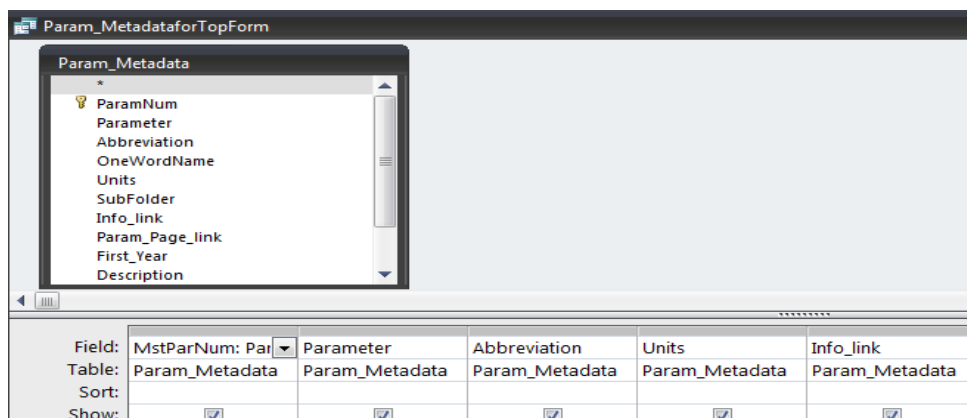 Param_MetadataforTopForm
Param_Metadata
*
ParamNum
Parameter
Abbreviation
OneWordName
Units
SubFolder
Info_link
Param_Page_link
First_Year
Description
Field: MstParNum: Par Parameter Abbreviation Units Info_link
Table: Param_Metadata Param_Metadata Param_Metadata Param_Metadata Param_Metadata
Sort:
Show: